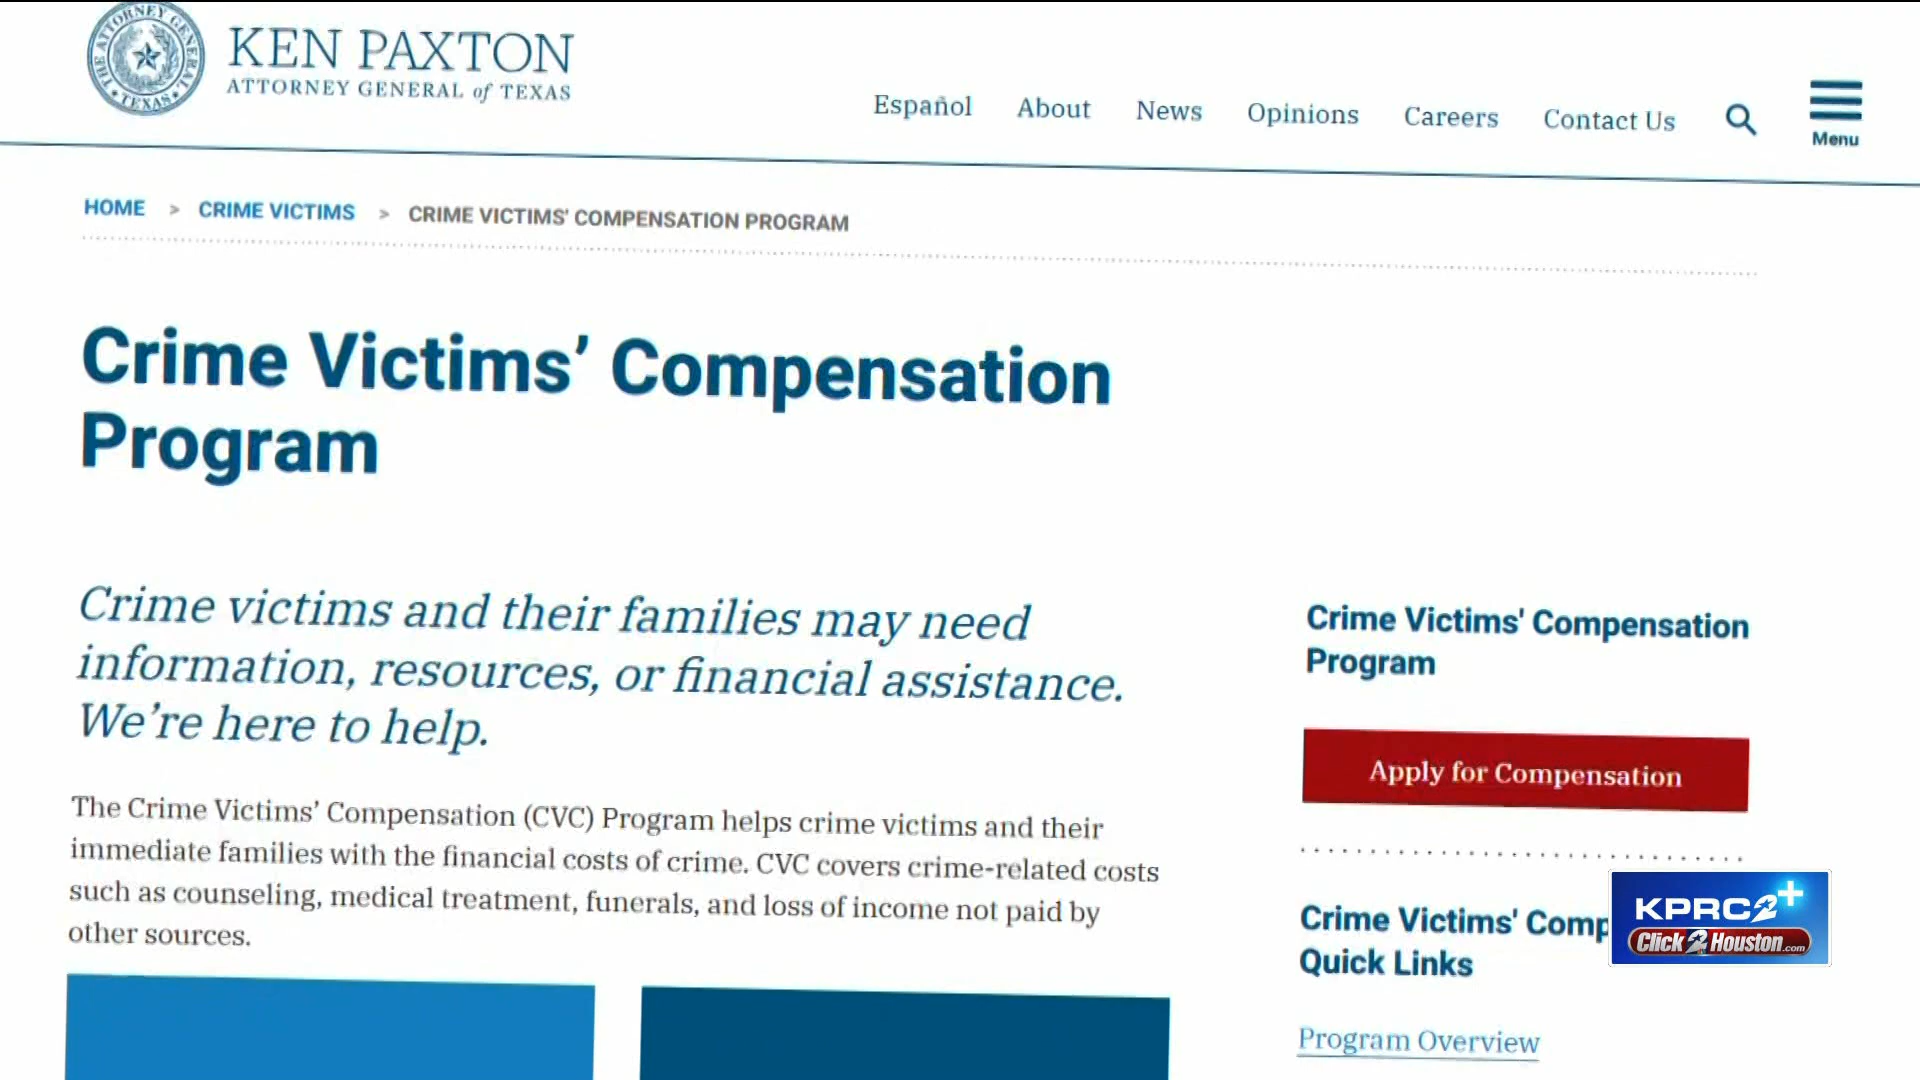 THE ATTORNEY GENERAL
TEXAS
KEN PAXTON
ATTORNEY GENERAL of TEXAS
Español About News Opinions Careers Contact Us
Menu
HOME > CRIME VICTIMS > CRIME VICTIMS' COMPENSATION PROGRAM
Crime Victims’ Compensation
Program
Crime victims and their families may need
information, resources, or financial assistance.
We’re here to help.
The Crime Victims’ Compensation (CVC) Program helps crime victims and their
immediate families with the financial costs of crime. CVC covers crime-related costs
such as counseling, medical treatment, funerals, and loss of income not paid by
other sources.
Crime Victims' Compensation
Program
Apply for Compensation
Crime Victims' Comp
Quick Links
Program Overview
KPRC2+
Click2Houston.com